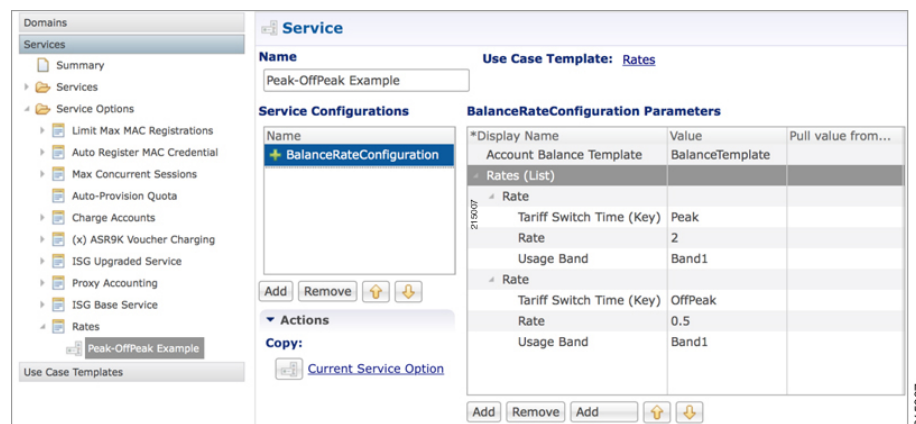 Domains
Services
Summary
Services
Service Options
Limit Max MAC Registrations
Auto Register MAC Credential
Max Concurrent Sessions
Auto-Provision Quota
Charge Accounts
(x) ASR9K Voucher Charging
ISG Upgraded Service
Proxy Accounting
ISG Base Service
Rates
Peak-OffPeak Example
Use Case Templates
Service
Name
Use Case Template: Rates
Peak-OffPeak Example
Service Configurations
Name
BalanceRateConfiguration
Add Remove
Actions
Copy:
Current Service Option
BalanceRateConfiguration Parameters
*Display Name Value Pull value from...
Account Balance Template BalanceTemplate
Rates (List)
Rate
Tariff Switch Time (Key) Peak
Rate 2
Usage Band Band1
Rate
Tariff Switch Time (Key) OffPeak
Rate 0.5
Usage Band Band1
Add Remove Add
215007